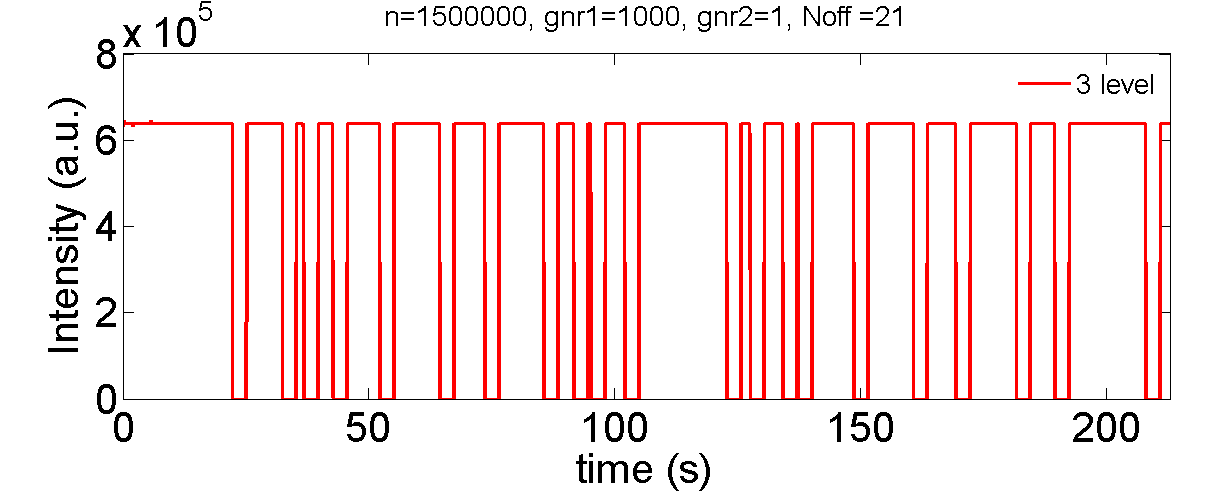 n=1500000, gnr1=1000, gnr2=1, Noff =21
x 10^5
3 level
8
6
4
2
0
Intensity (a.u.)
0 50 100 150 200
time (s)